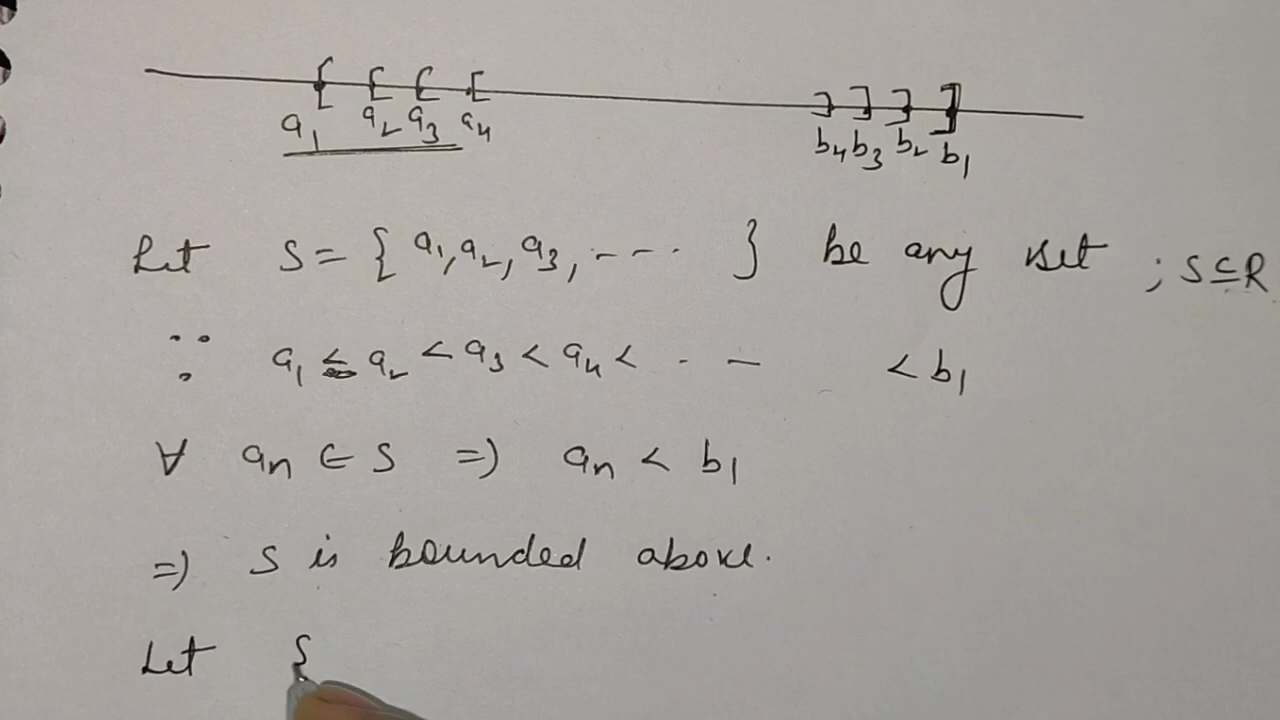 a₁ a₂ a₃ a₄ b₄ b₃ b₂ b₁
Let S = { a₁, a₂, a₃, --- } be any set ; S ⊆ R
∵ a₁ ≤ a₂ < a₃ < a₄ < . — < b₁
∀ aₙ ∈ S ⇒ aₙ < b₁
⇒ S is bounded above.
Let S